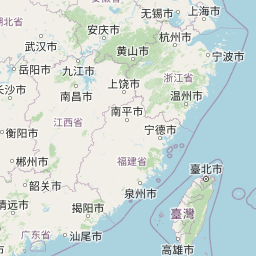 上海市
无锡市
湖北省
安庆市
杭州市
武汉市
黄山市
宁波市
岳阳市
九江市
上饶市
浙江省
长沙市
南昌市
温州市
江西省
南平市
衡阳市
宁德市
福建省
郴州市
臺北市
韶关市
泉州市
清远市
揭阳市
臺灣
广东省
汕尾市
高雄市